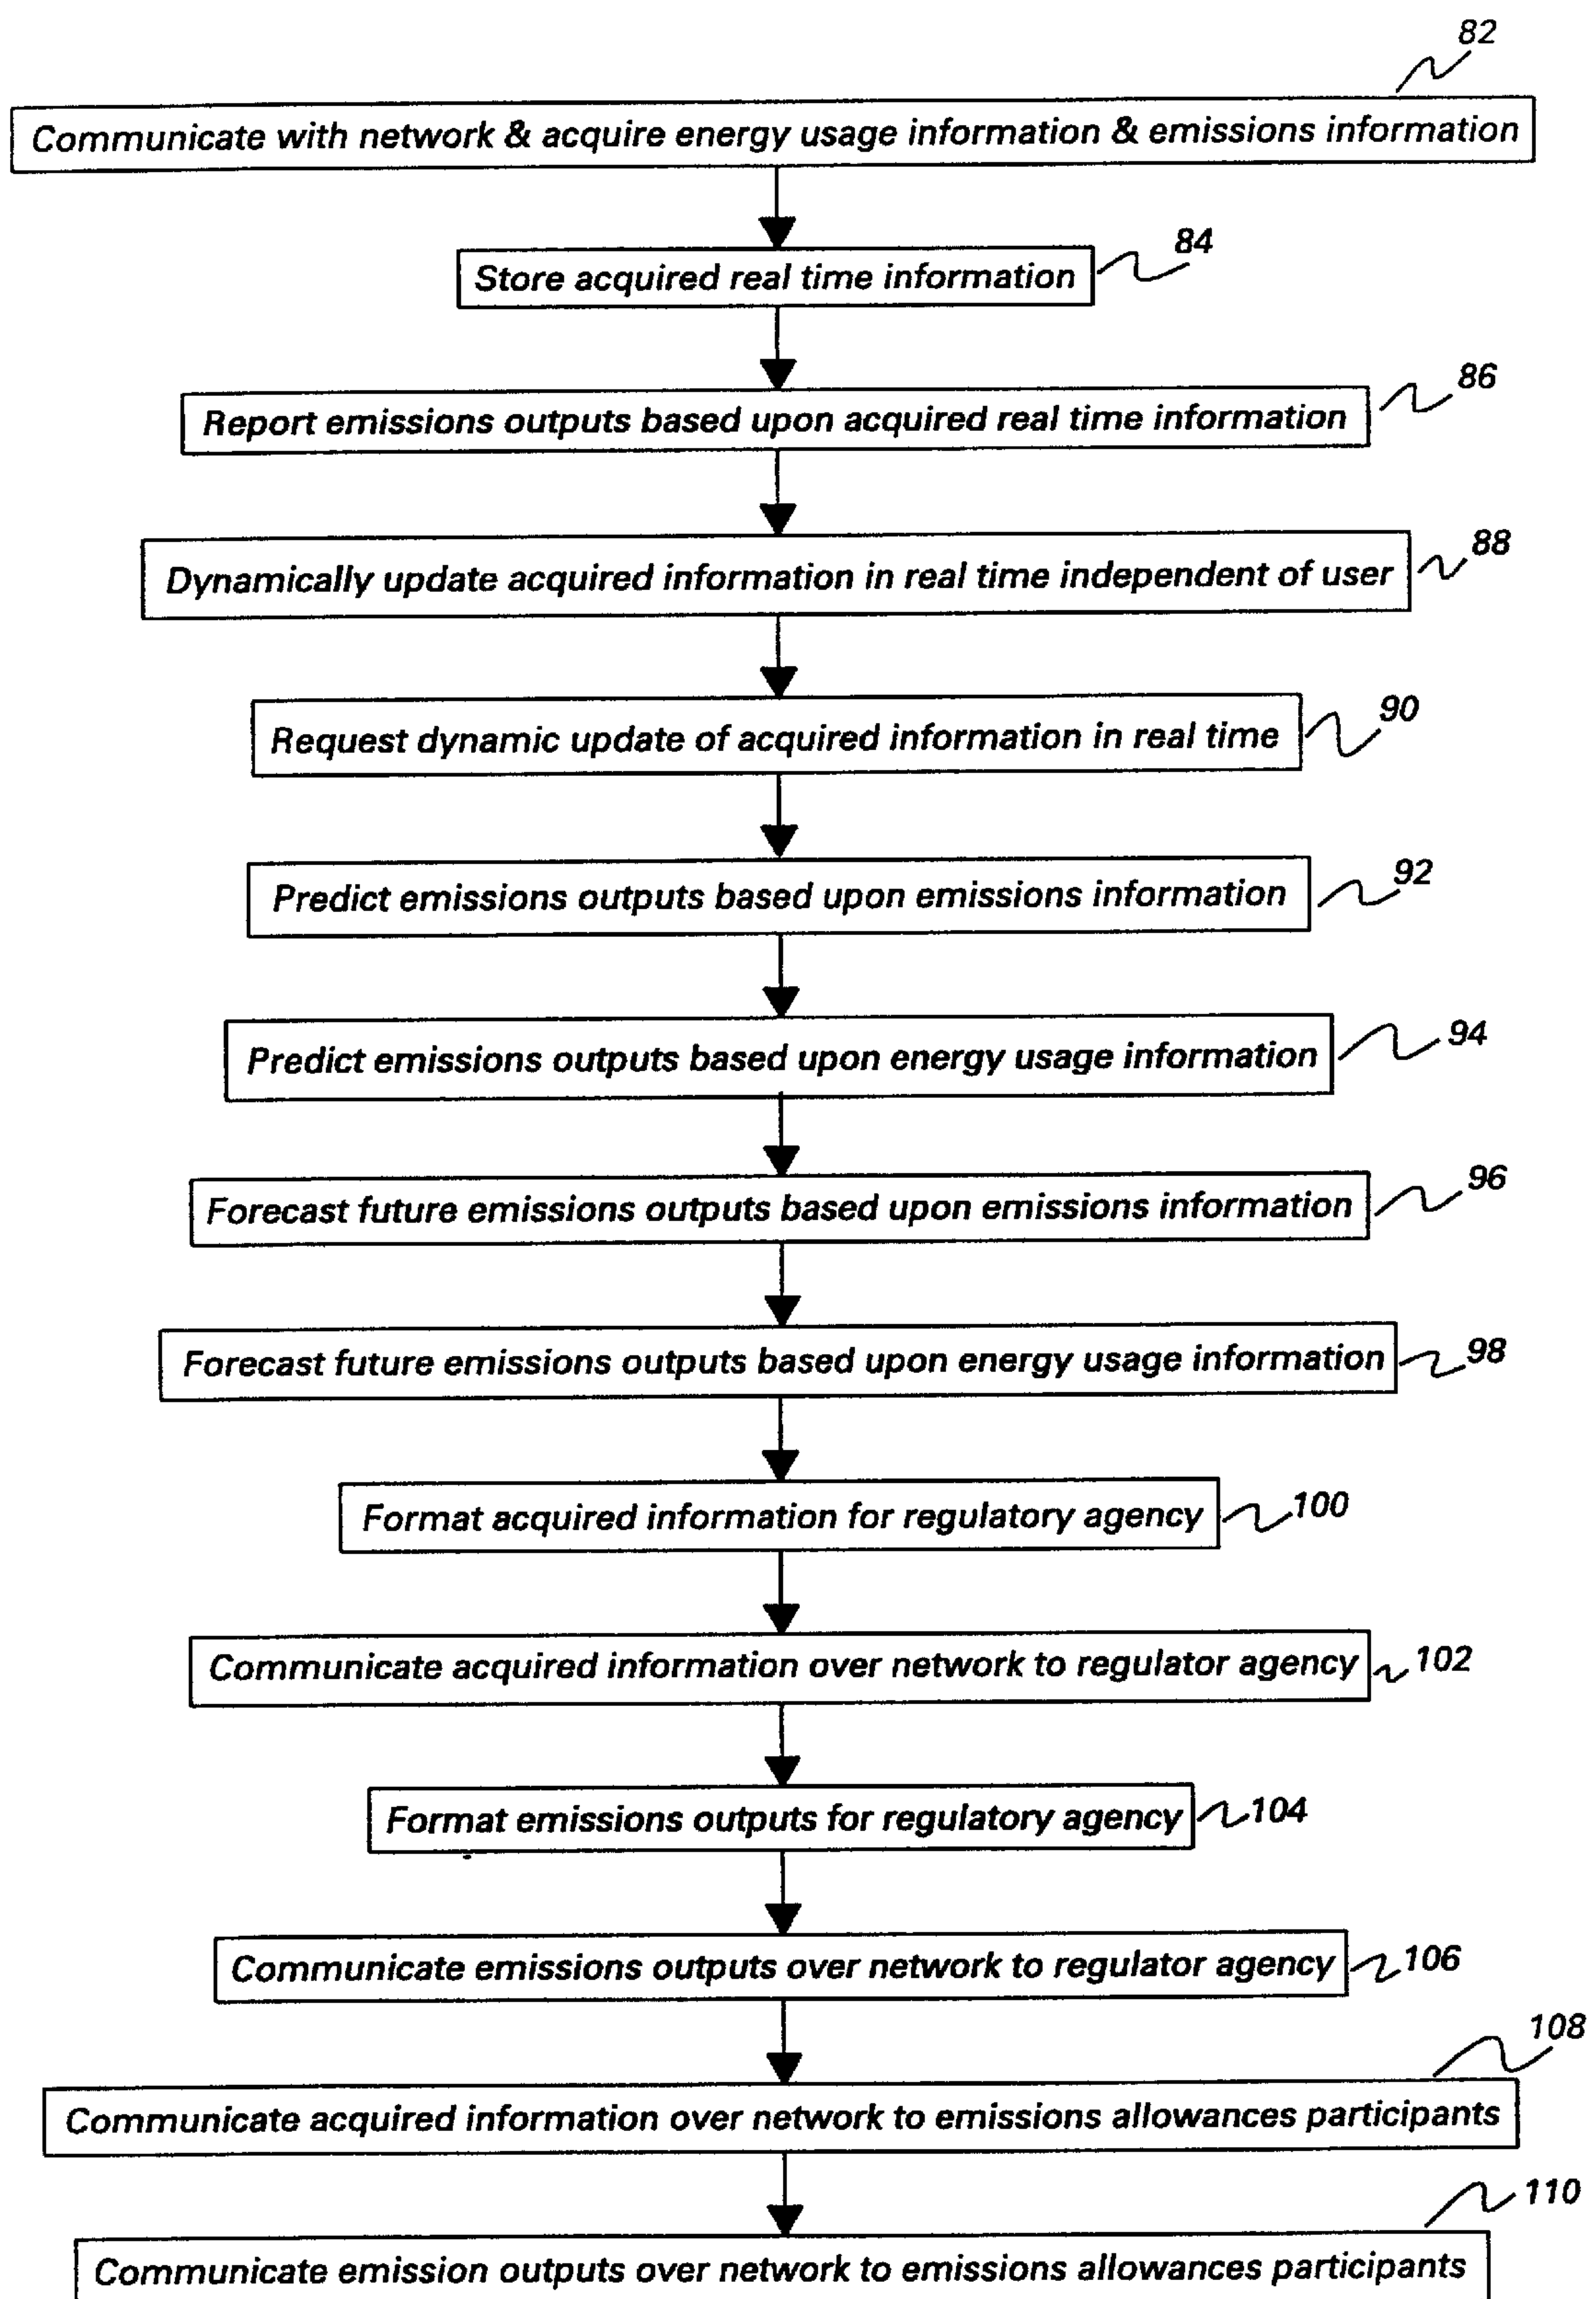 82
Communicate with network & acquire energy usage information & emissions information
84
Store acquired real time information
86
Report emissions outputs based upon acquired real time information
88
Dynamically update acquired information in real time independent of user
90
Request dynamic update of acquired information in real time
92
Predict emissions outputs based upon emissions information
94
Predict emissions outputs based upon energy usage information
96
Forecast future emissions outputs based upon emissions information
98
Forecast future emissions outputs based upon energy usage information
100
Format acquired information for regulatory agency
102
Communicate acquired information over network to regulator agency
104
Format emissions outputs for regulatory agency
106
Communicate emissions outputs over network to regulator agency
108
Communicate acquired information over network to emissions allowances participants
110
Communicate emission outputs over network to emissions allowances participants